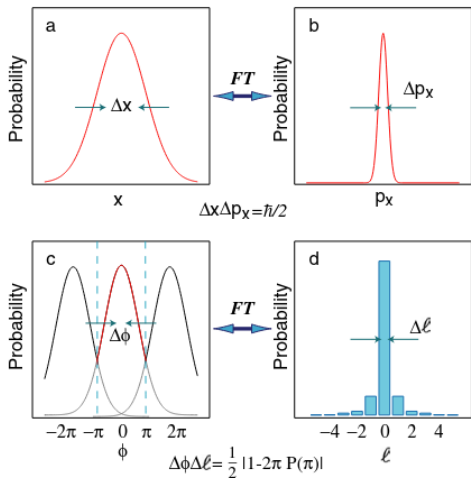 a
Probability
Δx
x
FT
b
Probability
Δpₓ
pₓ
ΔxΔpₓ=ℏ/2
c
Probability
Δϕ
−2π −π 0 π 2π
ϕ
FT
d
Probability
Δℓ
−4 −2 0 2 4
ℓ
ΔϕΔℓ= 1/2 |1-2π P(π)|